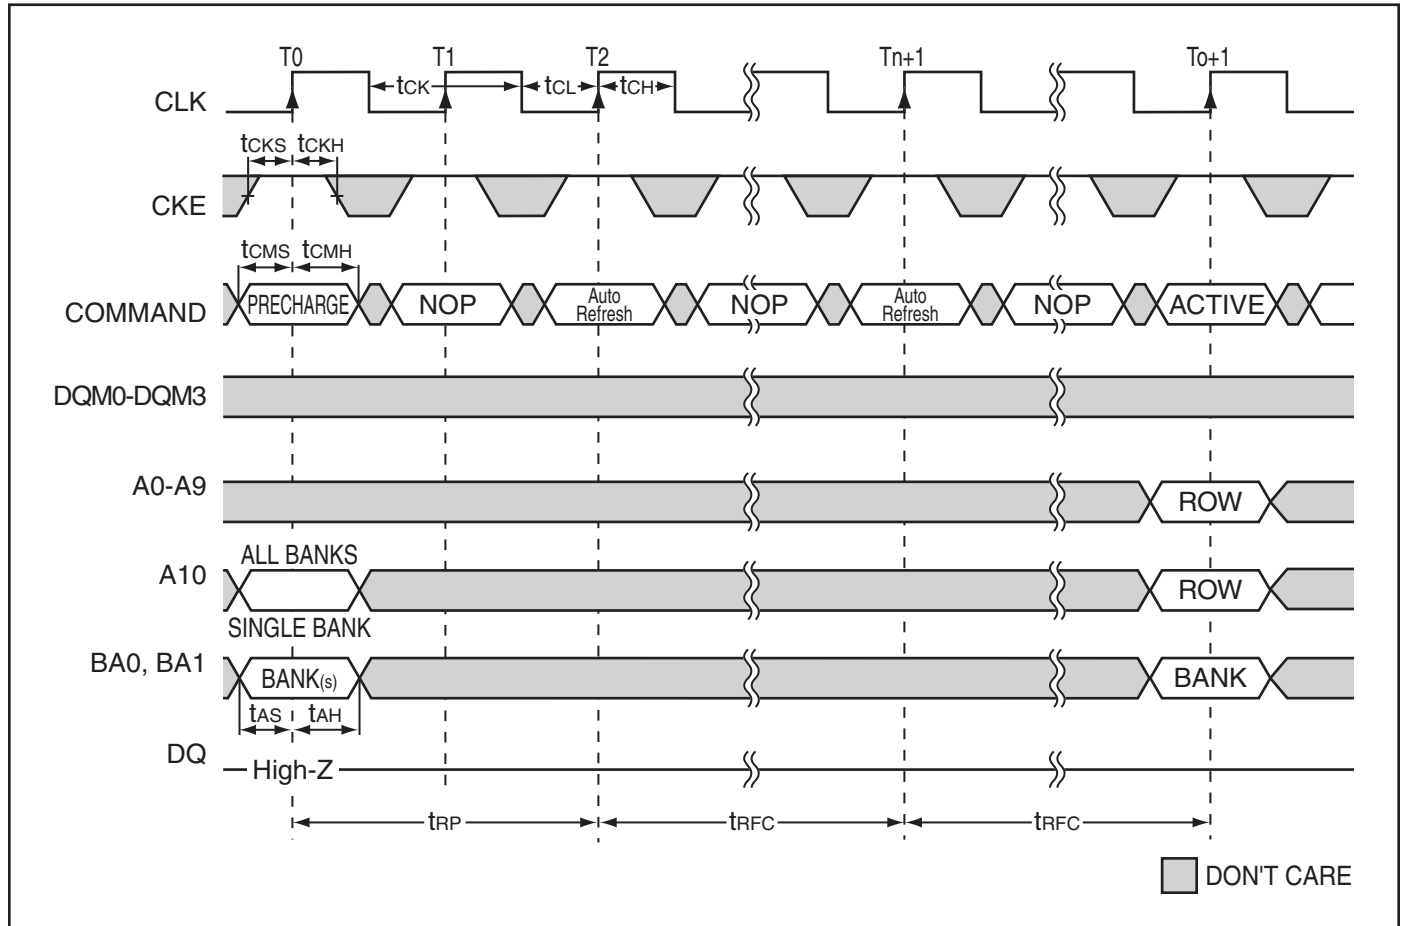 T0 T1 T2 Tn+1 To+1
CLK tCK tCL tCH
tCKS tCKH
CKE
tCMS tCMH
COMMAND PRECHARGE NOP Auto Refresh NOP Auto Refresh NOP ACTIVE
DQM0-DQM3
A0-A9 ROW
ALL BANKS
A10 ROW
SINGLE BANK
BA0, BA1 BANK(s) BANK
tAS tAH
DQ High-Z
tRP tRFC tRFC
DON'T CARE